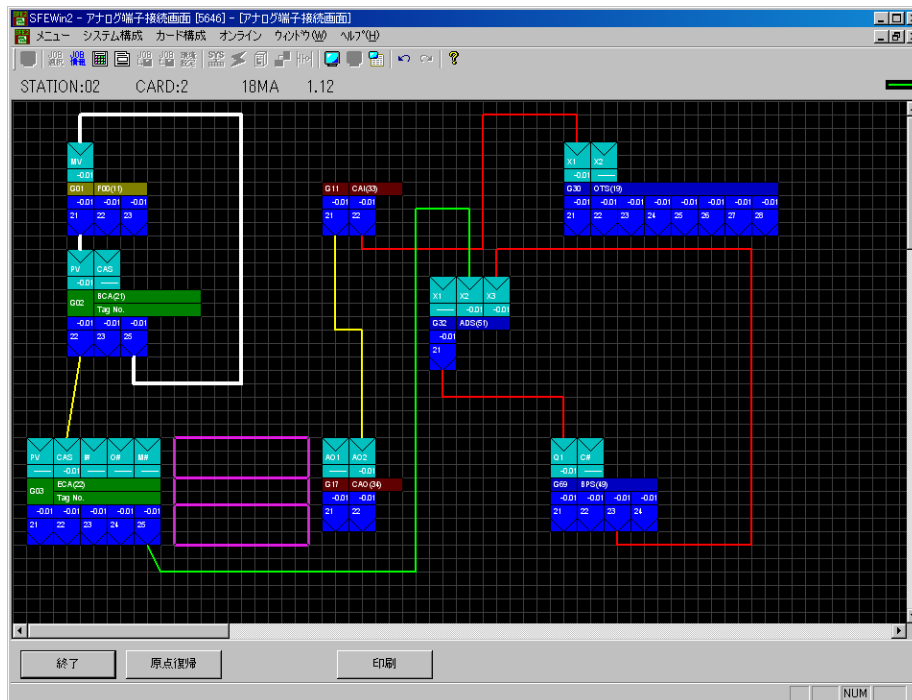 SFEWin2 - アナログ端子接続画面 [5646] - [アナログ端子接続画面]
メニュー システム構成 カード構成 オンライン ウィンドウ(W) ヘルプ(H)
JOB 情報 SYS
STATION:02 CARD:2 18MA 1.12
MV X1 X2
-0.01 -0.01 ——
G01 F00(11) G11 CAI(33) G30 OTS(19)
-0.01 -0.01 -0.01 -0.01 -0.01 -0.01 -0.01 -0.01 -0.01 -0.01 -0.01 -0.01 -0.01
21 22 23 21 22 21 22 23 24 25 26 27 28
PV CAS
-0.01 ——
X1 X2 X3
—— -0.01 -0.01
G02 BCA(21)
Tag No.
G32 ADS(51)
-0.01 -0.01 -0.01 -0.01
22 23 25 21
PV CAS I# O# M# AO1 AO2 Q1 C#
—— -0.01 —— —— —— —— -0.01 -0.01 ——
G03 ECA(22) G17 CAO(34) G69 BPS(49)
Tag No.
-0.01 -0.01 -0.01 -0.01 -0.01 -0.01 -0.01 -0.01 -0.01 -0.01 -0.01
21 22 23 24 25 21 22 21 22 23 24
終了 原点復帰 印刷
NUM